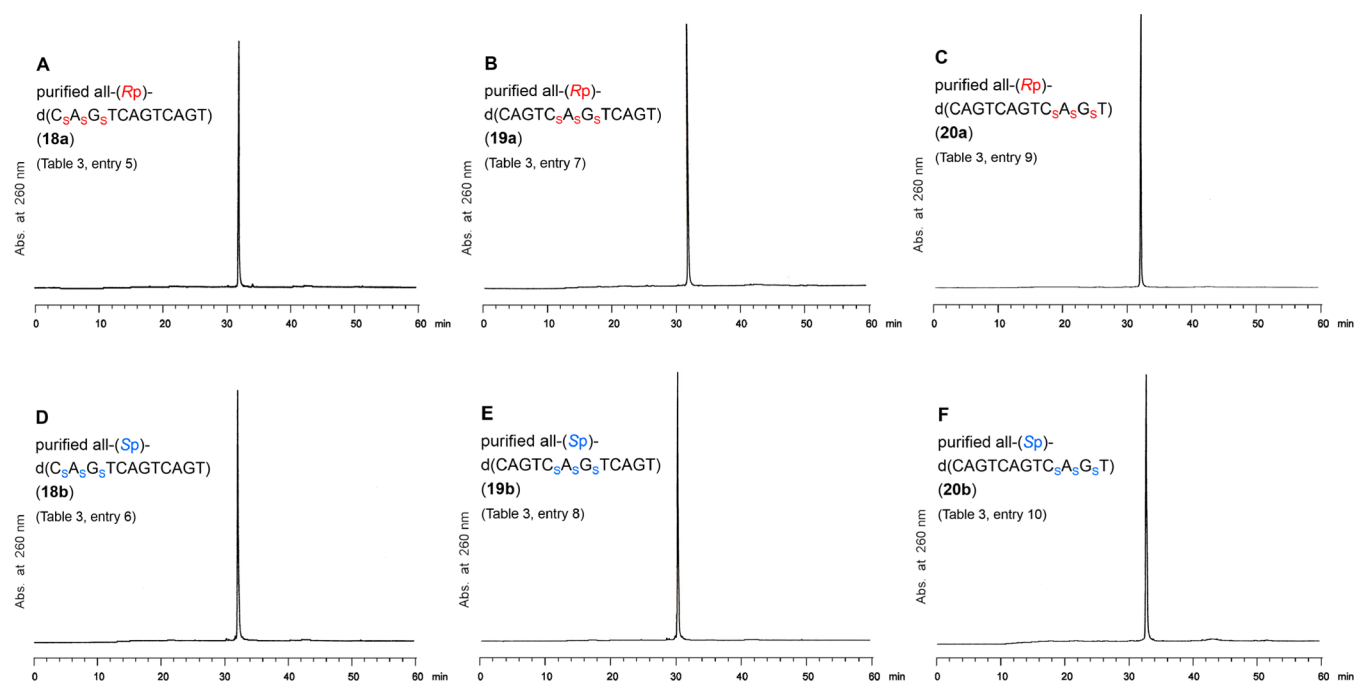 A
purified all-(Rp)-
d(CsAsGsTCAGTCAGT)
(18a)
(Table 3, entry 5)
Abs. at 260 nm
0 10 20 30 40 50 60 min
B
purified all-(Rp)-
d(CAGTCsAsGsTCAGT)
(19a)
(Table 3, entry 7)
Abs. at 260 nm
0 10 20 30 40 50 60 min
C
purified all-(Rp)-
d(CAGTCAGTCsAsGsT)
(20a)
(Table 3, entry 9)
Abs. at 260 nm
0 10 20 30 40 50 60 min
D
purified all-(Sp)-
d(CsAsGsTCAGTCAGT)
(18b)
(Table 3, entry 6)
Abs. at 260 nm
0 10 20 30 40 50 60 min
E
purified all-(Sp)-
d(CAGTCsAsGsTCAGT)
(19b)
(Table 3, entry 8)
Abs. at 260 nm
0 10 20 30 40 50 60 min
F
purified all-(Sp)-
d(CAGTCAGTCsAsGsT)
(20b)
(Table 3, entry 10)
Abs. at 260 nm
0 10 20 30 40 50 60 min